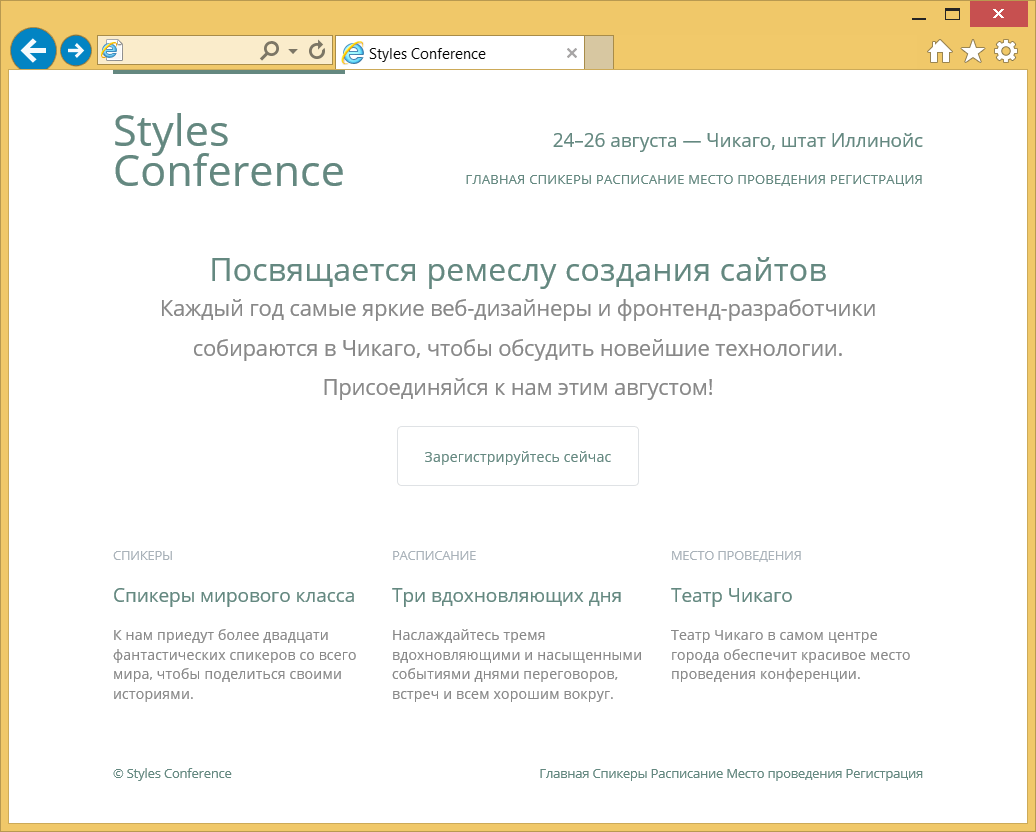 Styles Conference
Styles
Conference
24–26 августа — Чикаго, штат Иллинойс
ГЛАВНАЯ СПИКЕРЫ РАСПИСАНИЕ МЕСТО ПРОВЕДЕНИЯ РЕГИСТРАЦИЯ
Посвящается ремеслу создания сайтов
Каждый год самые яркие веб-дизайнеры и фронтенд-разработчики
собираются в Чикаго, чтобы обсудить новейшие технологии.
Присоединяйся к нам этим августом!
Зарегистрируйтесь сейчас
СПИКЕРЫ
Спикеры мирового класса
К нам приедут более двадцати
фантастических спикеров со всего
мира, чтобы поделиться своими
историями.
РАСПИСАНИЕ
Три вдохновляющих дня
Наслаждайтесь тремя
вдохновляющими и насыщенными
событиями днями переговоров,
встреч и всем хорошим вокруг.
МЕСТО ПРОВЕДЕНИЯ
Театр Чикаго
Театр Чикаго в самом центре
города обеспечит красивое место
проведения конференции.
© Styles Conference
Главная Спикеры Расписание Место проведения Регистрация